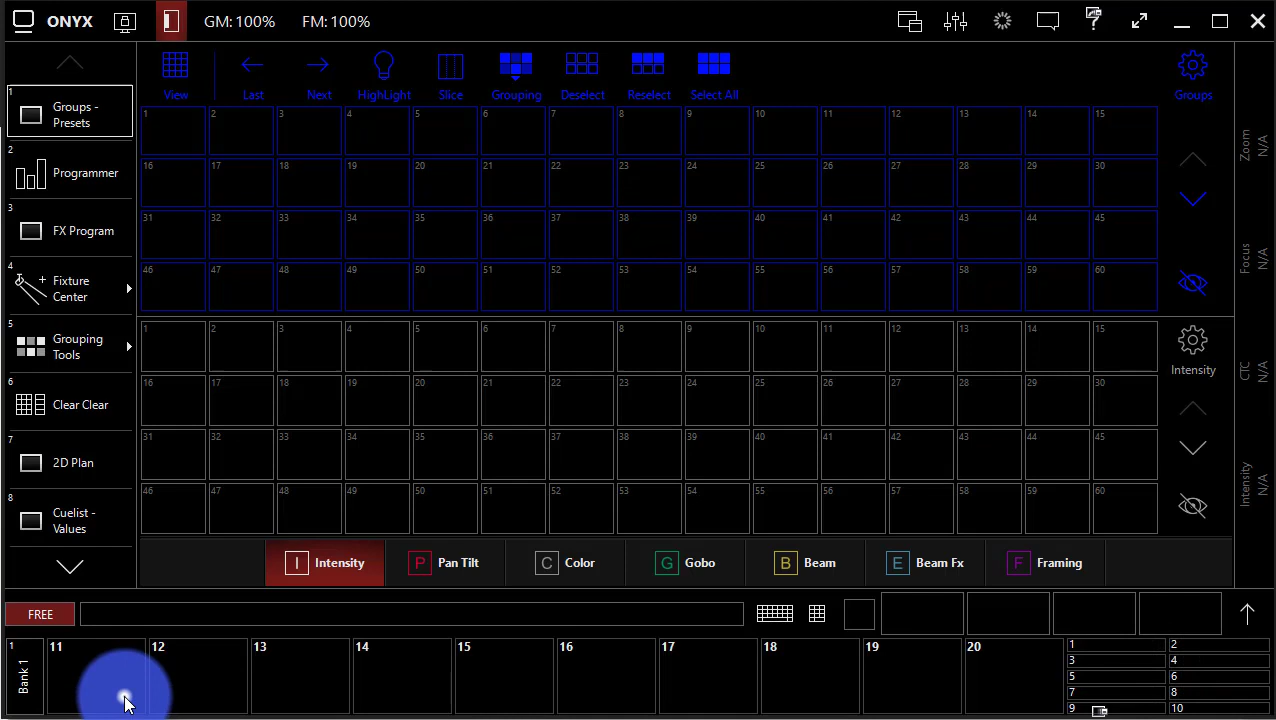 ONYX
GM: 100%
FM: 100%
1
Groups -
Presets
2
Programmer
3
FX Program
4
Fixture
Center
5
Grouping
Tools
6
Clear Clear
7
2D Plan
8
Cuelist -
Values
View
Last
Next
HighLight
Slice
Grouping
Deselect
Reselect
Select All
Groups
1 2 3 4 5 6 7 8 9 10 11 12 13 14 15
16 17 18 19 20 21 22 23 24 25 26 27 28 29 30
31 32 33 34 35 36 37 38 39 40 41 42 43 44 45
46 47 48 49 50 51 52 53 54 55 56 57 58 59 60
1 2 3 4 5 6 7 8 9 10 11 12 13 14 15
16 17 18 19 20 21 22 23 24 25 26 27 28 29 30
31 32 33 34 35 36 37 38 39 40 41 42 43 44 45
46 47 48 49 50 51 52 53 54 55 56 57 58 59 60
Intensity
Zoom
N/A
Focus
N/A
CTC
N/A
Intensity
N/A
I Intensity
P Pan Tilt
C Color
G Gobo
B Beam
E Beam Fx
F Framing
FREE
1
Bank 1
11 12 13 14 15 16 17 18 19 20
1 2
3 4
5 6
7 8
9 10